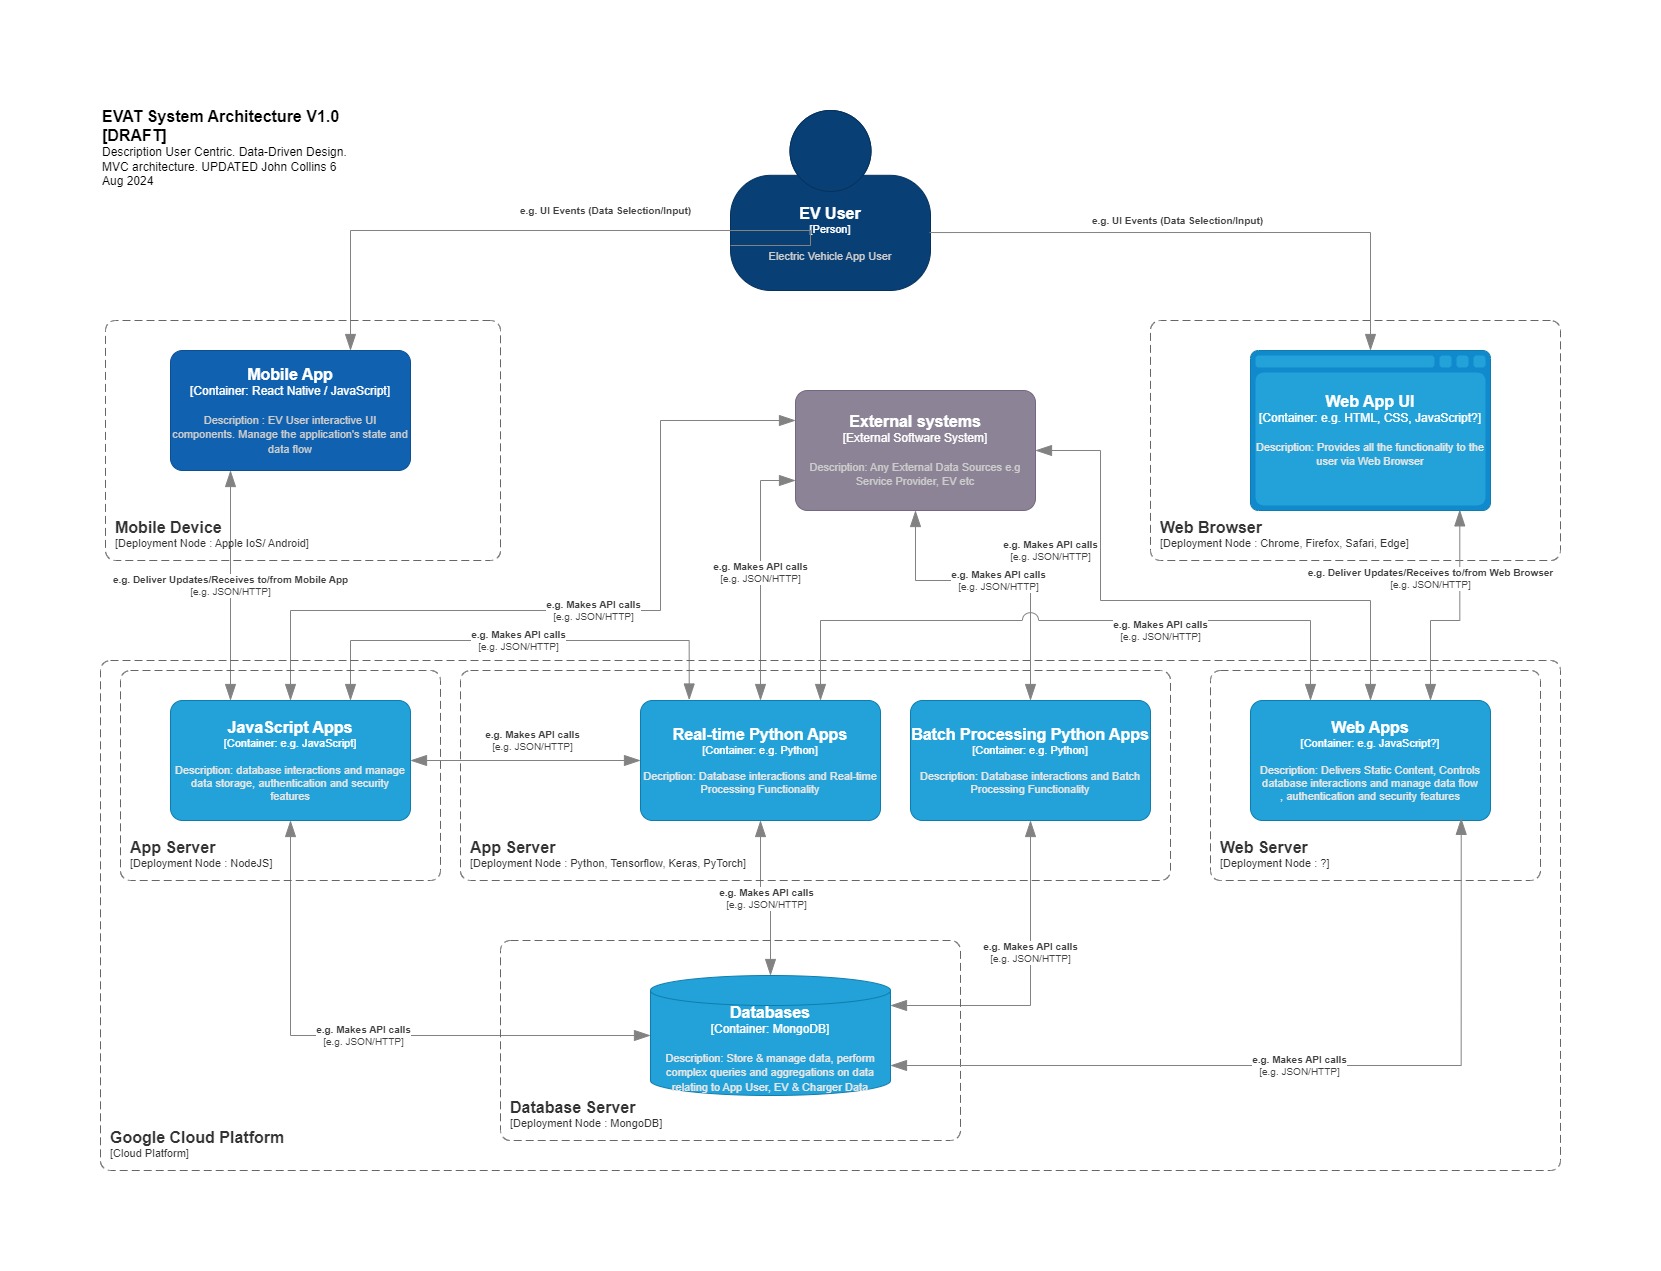 EVAT System Architecture V1.0
[DRAFT]
Description User Centric. Data-Driven Design.
MVC architecture. UPDATED John Collins 6
Aug 2024
EV User
[Person]
Electric Vehicle App User
e.g. UI Events (Data Selection/Input)
e.g. UI Events (Data Selection/Input)
Mobile App
[Container: React Native / JavaScript]
Description : EV User interactive UI
components. Manage the application's state and
data flow
Mobile Device
[Deployment Node : Apple IoS/ Android]
External systems
[External Software System]
Description: Any External Data Sources e.g
Service Provider, EV etc
Web App UI
[Container: e.g. HTML, CSS, JavaScript?]
Description: Provides all the functionality to the
user via Web Browser
Web Browser
[Deployment Node : Chrome, Firefox, Safari, Edge]
e.g. Deliver Updates/Receives to/from Mobile App
[e.g. JSON/HTTP]
e.g. Makes API calls
[e.g. JSON/HTTP]
e.g. Makes API calls
[e.g. JSON/HTTP]
e.g. Makes API calls
[e.g. JSON/HTTP]
e.g. Makes API calls
[e.g. JSON/HTTP]
e.g. Makes API calls
[e.g. JSON/HTTP]
e.g. Makes API calls
[e.g. JSON/HTTP]
e.g. Deliver Updates/Receives to/from Web Browser
[e.g. JSON/HTTP]
JavaScript Apps
[Container: e.g. JavaScript]
Description: database interactions and manage
data storage, authentication and security
features
App Server
[Deployment Node : NodeJS]
e.g. Makes API calls
[e.g. JSON/HTTP]
Real-time Python Apps
[Container: e.g. Python]
Decription: Database interactions and Real-time
Processing Functionality
Batch Processing Python Apps
[Container: e.g. Python]
Description: Database interactions and Batch
Processing Functionality
App Server
[Deployment Node : Python, Tensorflow, Keras, PyTorch]
Web Apps
[Container: e.g. JavaScript?]
Description: Delivers Static Content, Controls
database interactions and manage data flow
, authentication and security features
Web Server
[Deployment Node : ?]
e.g. Makes API calls
[e.g. JSON/HTTP]
e.g. Makes API calls
[e.g. JSON/HTTP]
e.g. Makes API calls
[e.g. JSON/HTTP]
e.g. Makes API calls
[e.g. JSON/HTTP]
Databases
[Container: MongoDB]
Description: Store & manage data, perform
complex queries and aggregations on data
relating to App User, EV & Charger Data
Database Server
[Deployment Node : MongoDB]
Google Cloud Platform
[Cloud Platform]